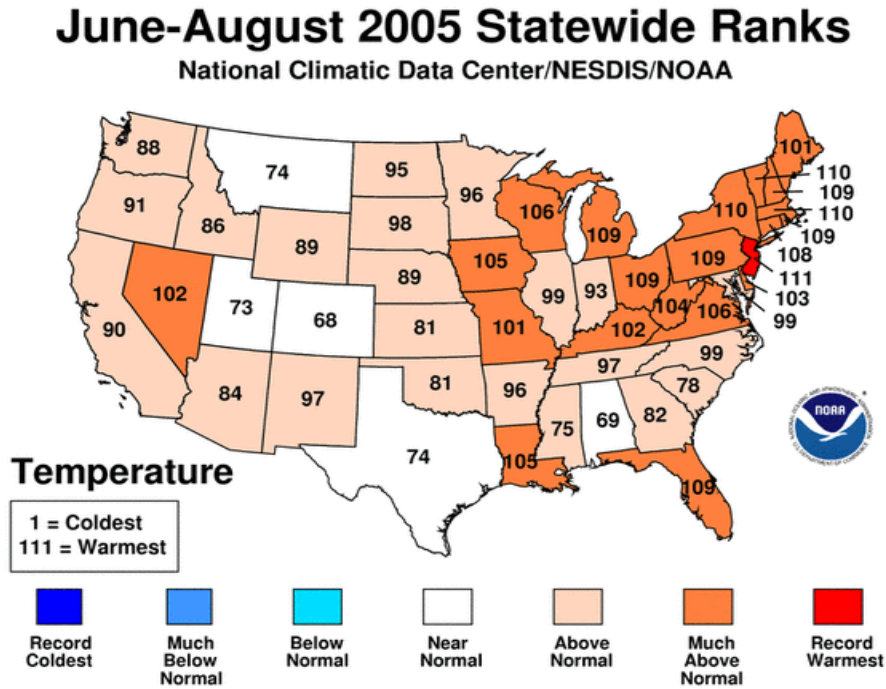 June-August 2005 Statewide Ranks
National Climatic Data Center/NESDIS/NOAA
88
74
95
96
101
110
109
110
109
108
111
103
99
91
86
89
98
106
109
110
105
109
109
102
73
68
89
99
93
104
106
90
81
101
102
97
99
84
97
81
96
78
75
69
82
74
105
109
NOAA
Temperature
1 = Coldest
111 = Warmest
Record
Coldest
Much
Below
Normal
Below
Normal
Near
Normal
Above
Normal
Much
Above
Normal
Record
Warmest